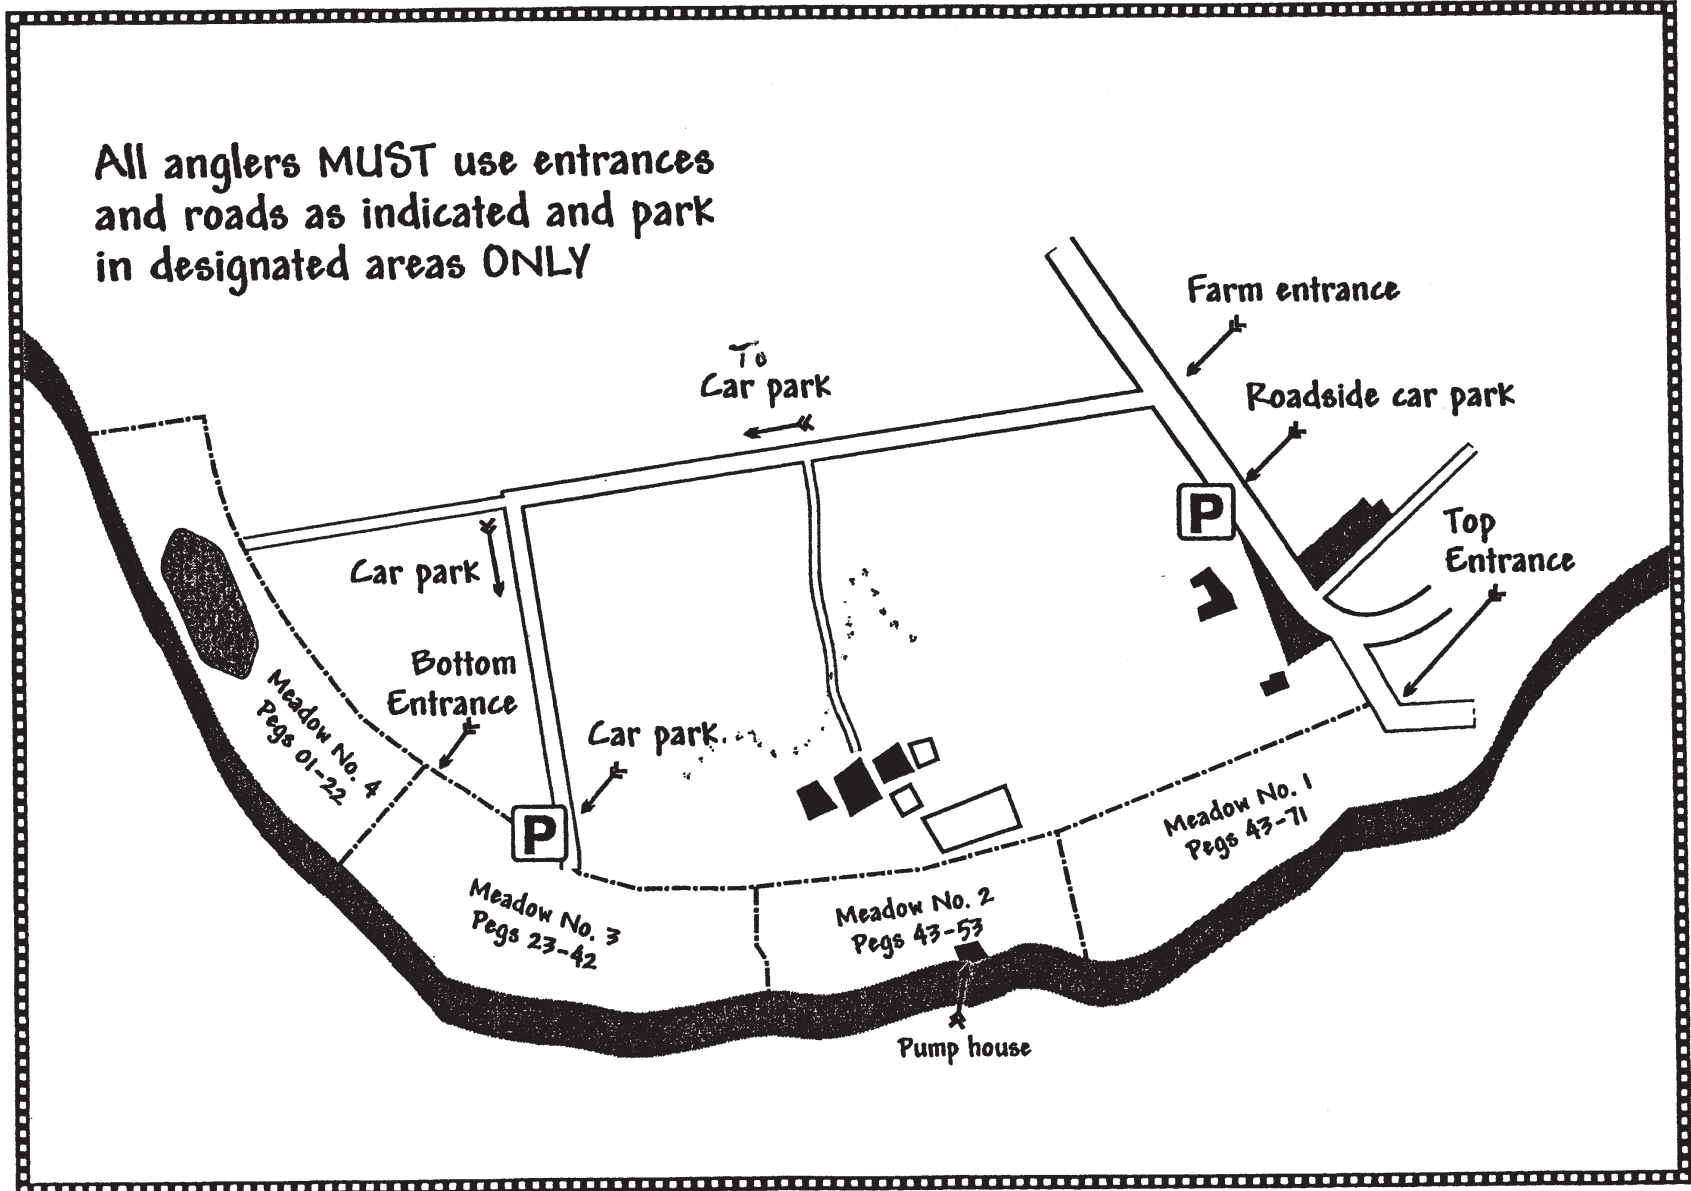 All anglers MUST use entrances
and roads as indicated and park
in designated areas ONLY
Farm entrance
To
Car park
Roadside car park
P
Top
Entrance
Car park
Bottom
Entrance
Car park
P
Meadow No. 4
Pegs 01-22
Meadow No. 1
Pegs 43-71
Meadow No. 3
Pegs 23-42
Meadow No. 2
Pegs 43-53
Pump house